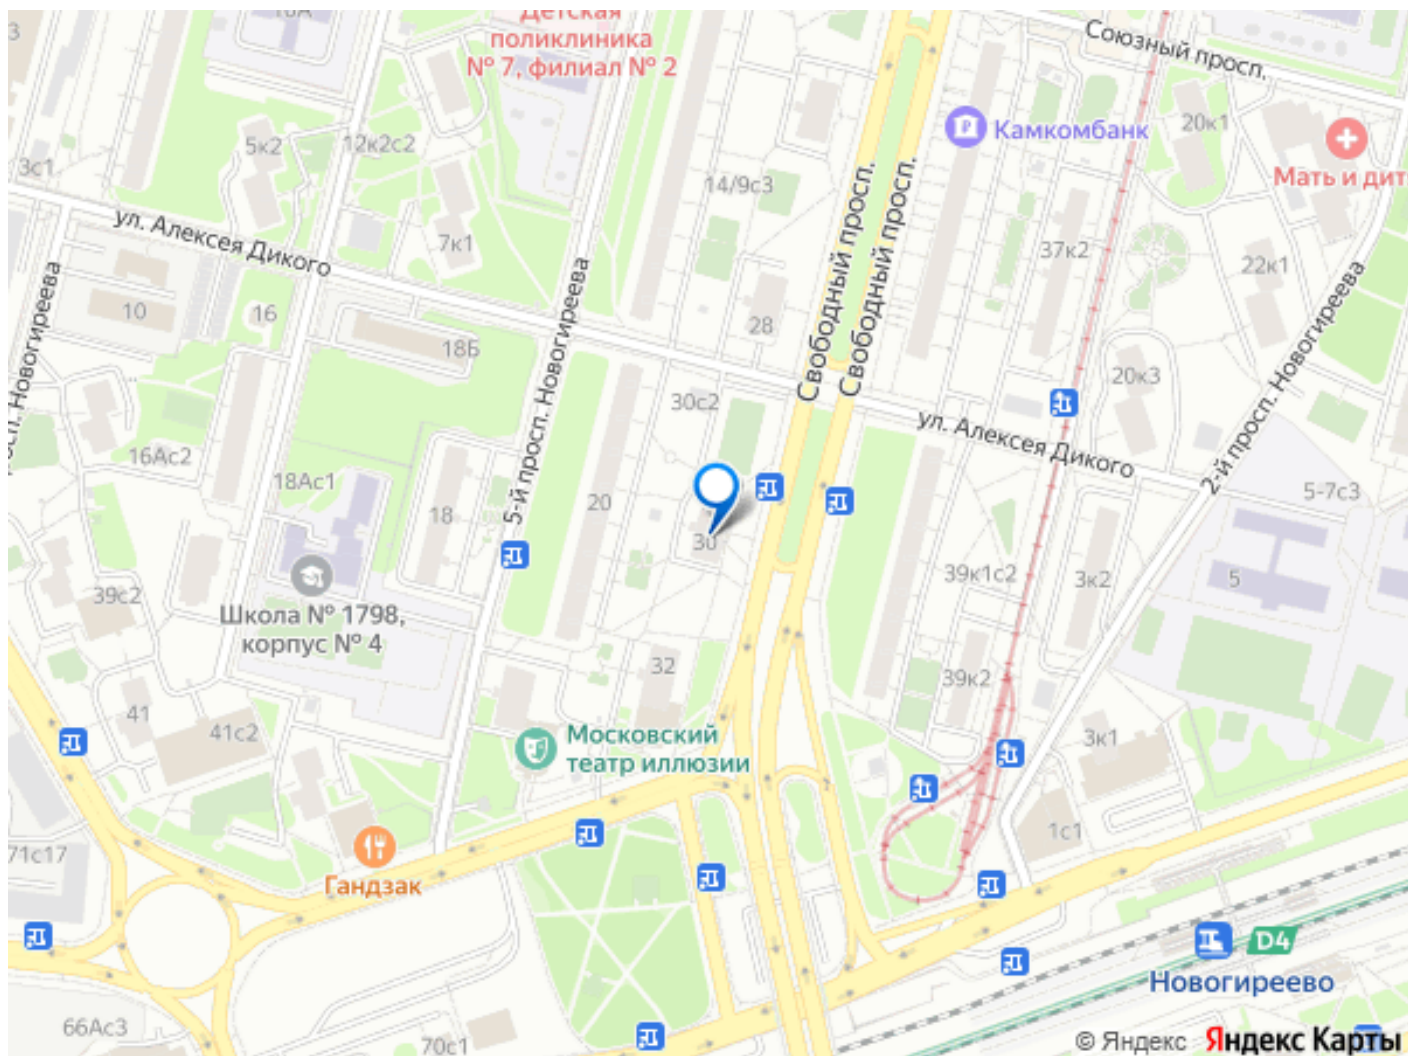 16А
Детская
поликлиника
№ 7, филиал № 2
Союзный просп.
3
Камкомбанк
20к1
Мать и дит
5к2
12к2с2
3с1
14/9с3
ул. Алексея Дикого
7к1
37к2
22к1
Свободный просп.
Свободный просп.
10
16
18Б
28
5-й просп. Новогиреева
2-й просп. Новогиреева
просп. Новогиреева
20к3
30с2
ул. Алексея Дикого
16Ас2
18Ас1
18
20
30
5-7с3
39к1с2
3к2
5
39с2
Школа № 1798,
корпус № 4
32
39к2
41
41с2
Московский
театр иллюзии
3к1
1с1
71с17
Гандзак
D4
Новогиреево
66Ас3
70с1
© Яндекс Яндекс Карты